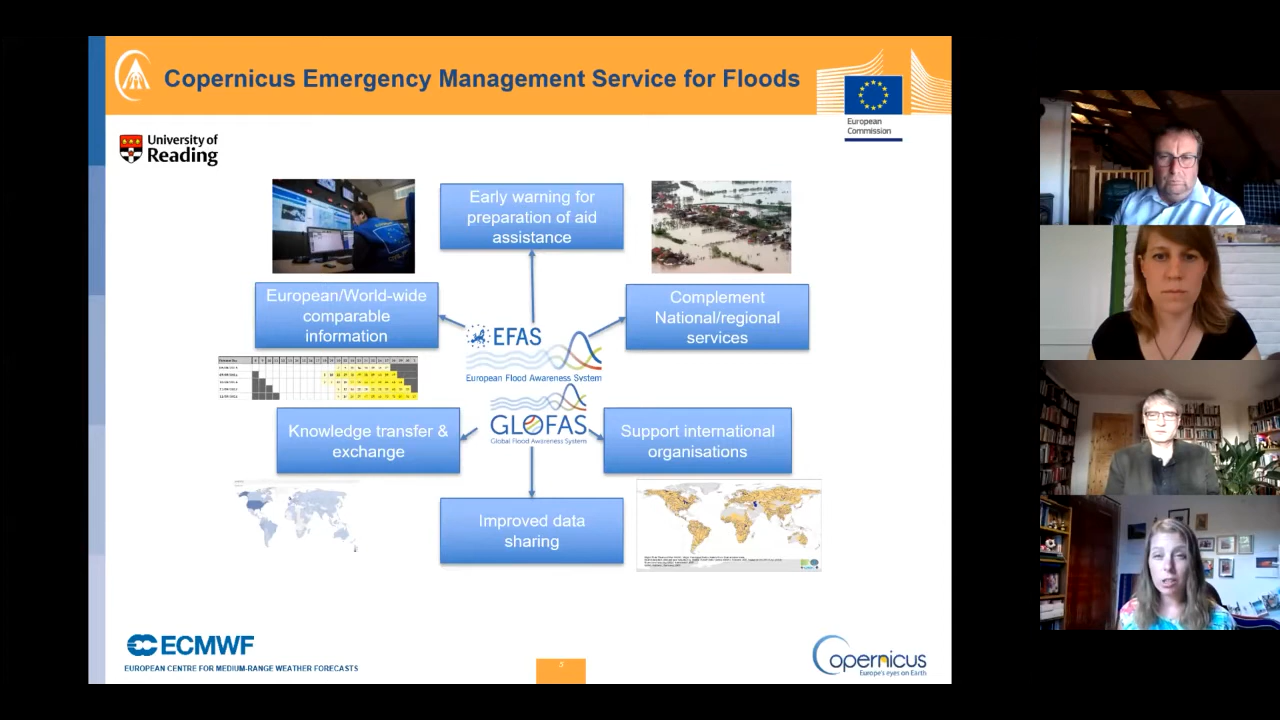 Copernicus Emergency Management Service for Floods
European
Commission
University of
Reading
Early warning for
preparation of aid
assistance
European/World-wide
comparable
information
Complement
National/regional
services
EFAS
European Flood Awareness System
GLOFAS
Global Flood Awareness System
Knowledge transfer &
exchange
Support international
organisations
Improved data
sharing
ECMWF
EUROPEAN CENTRE FOR MEDIUM-RANGE WEATHER FORECASTS
5
opernicus
Europe's eyes on Earth